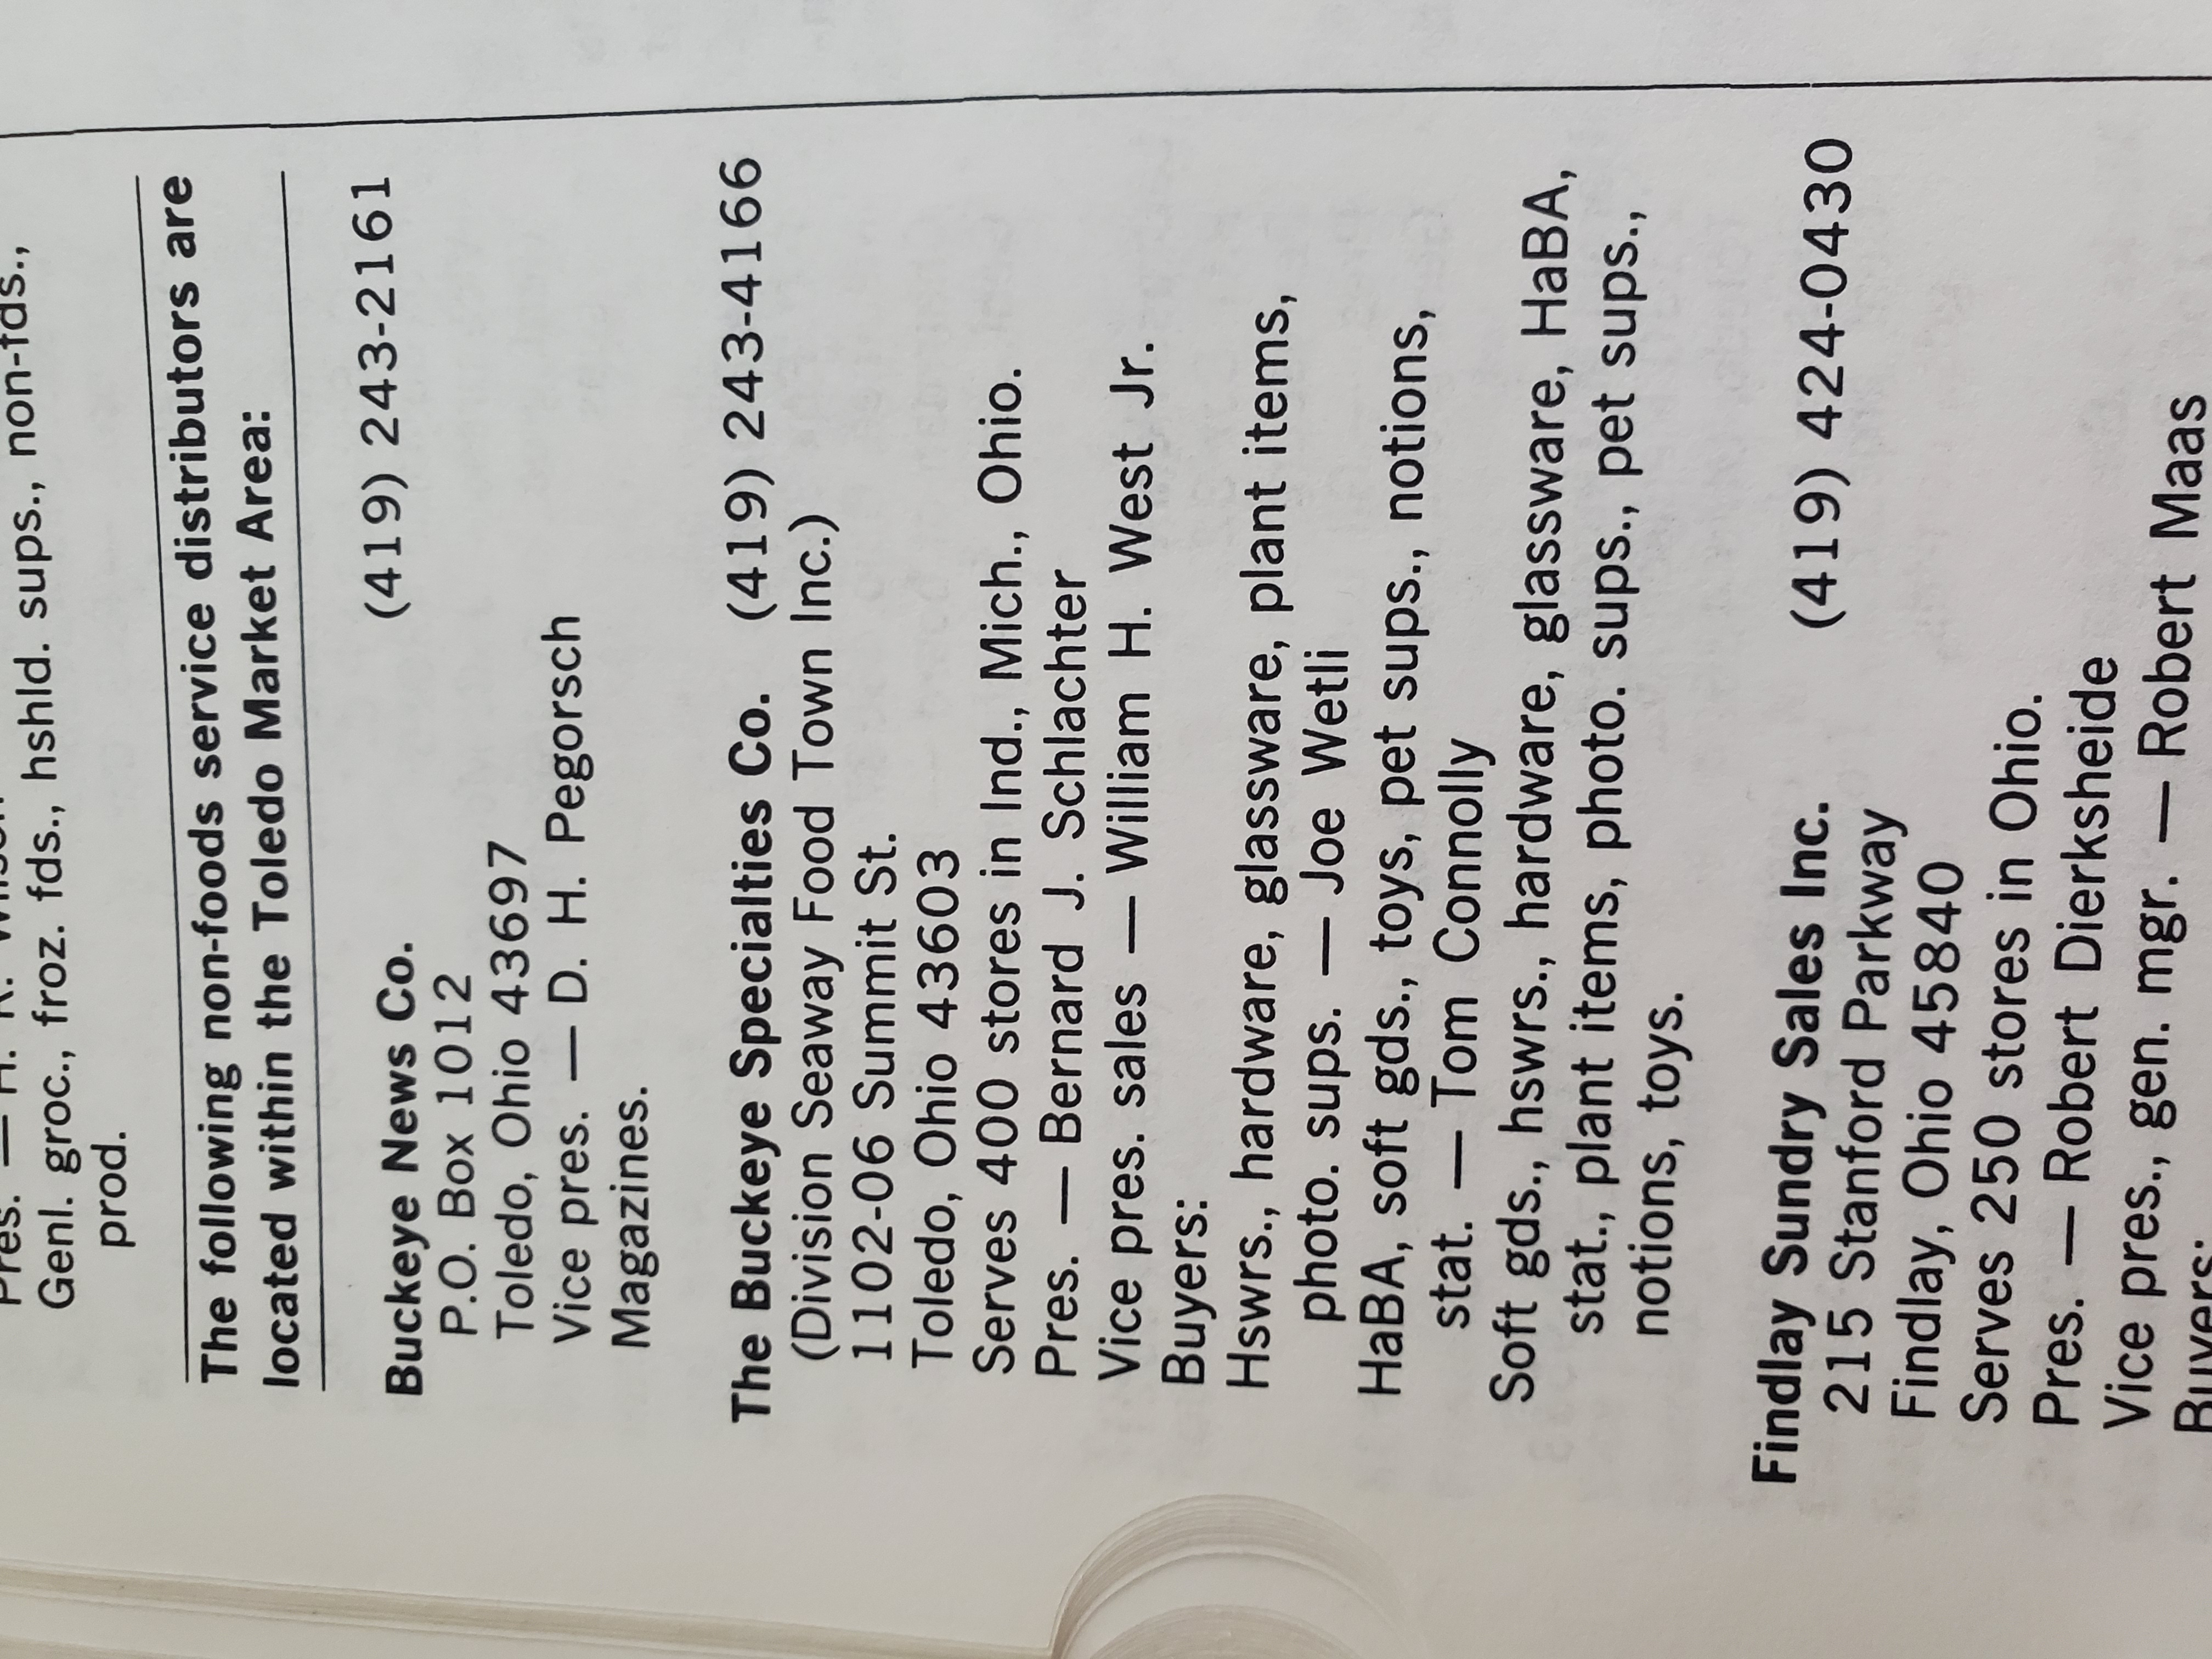 Pres. — H. R.
Genl. groc., froz. fds., hshld. sups., non-fds.,
prod.
The following non-foods service distributors are
located within the Toledo Market Area:
Buckeye News Co. (419) 243-2161
P.O. Box 1012
Toledo, Ohio 43697
Vice pres. — D. H. Pegorsch
Magazines.
The Buckeye Specialties Co. (419) 243-4166
(Division Seaway Food Town Inc.)
1102-06 Summit St.
Toledo, Ohio 43603
Serves 400 stores in Ind., Mich., Ohio.
Pres. — Bernard J. Schlachter
Vice pres. sales — William H. West Jr.
Buyers:
Hswrs., hardware, glassware, plant items,
photo. sups. — Joe Wetli
HaBA, soft gds., toys, pet sups., notions,
stat. — Tom Connolly
Soft gds., hswrs., hardware, glassware, HaBA,
stat., plant items, photo. sups., pet sups.,
notions, toys.
Findlay Sundry Sales Inc. (419) 424-0430
215 Stanford Parkway
Findlay, Ohio 45840
Serves 250 stores in Ohio.
Pres. — Robert Dierksheide
Vice pres., gen. mgr. — Robert Maas
Buyers: